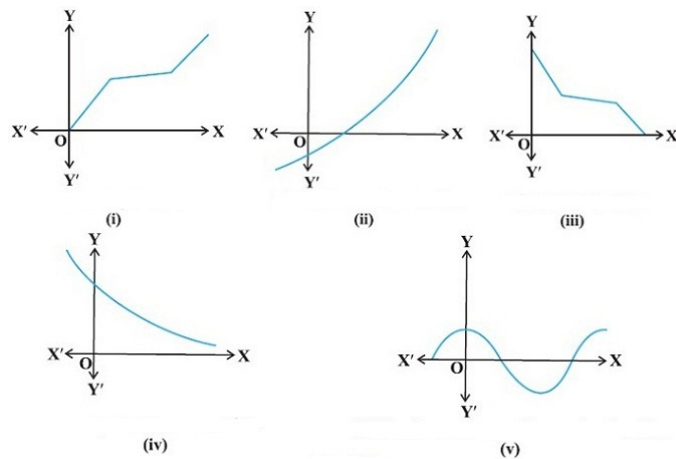 Y
X′
O
X
Y′
(i)
Y
X′
O
X
Y′
(ii)
Y
X′
O
X
Y′
(iii)
Y
X′
O
X
Y′
(iv)
Y
X′
O
X
Y′
(v)